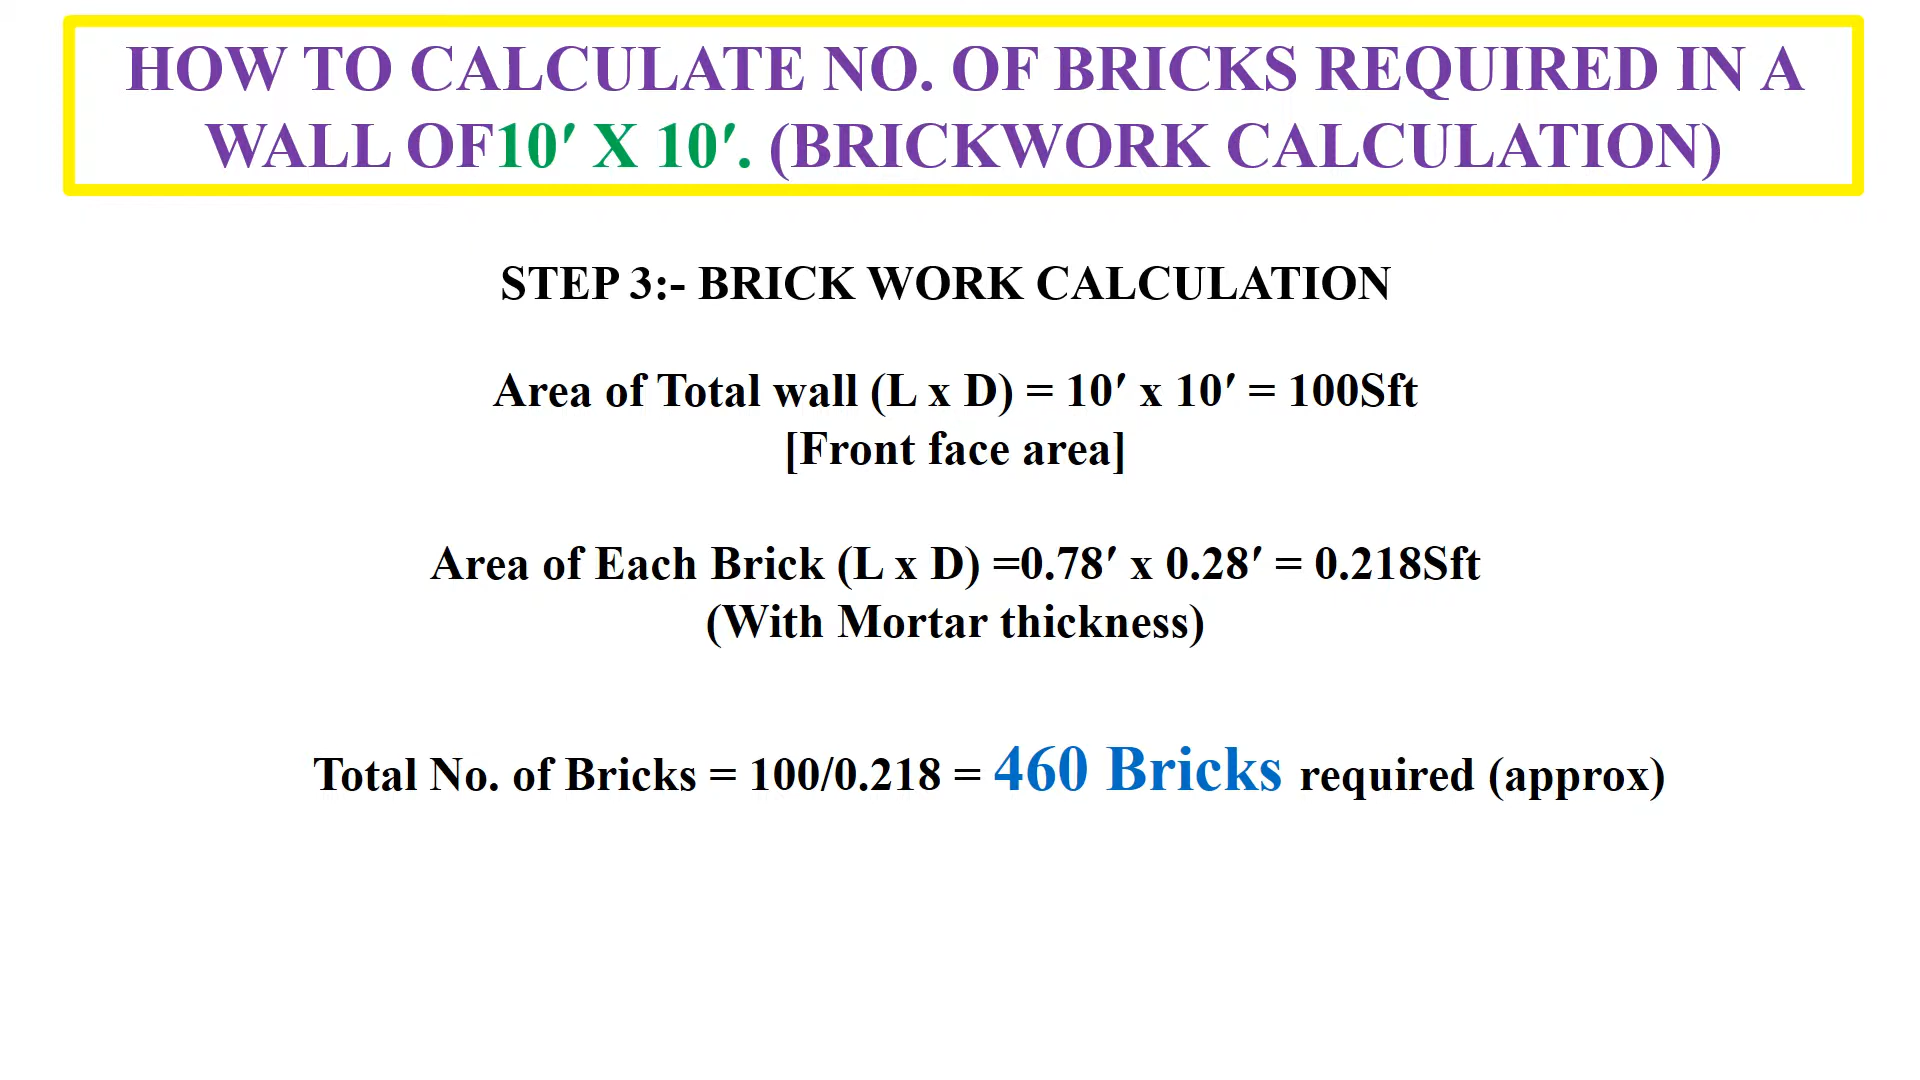 HOW TO CALCULATE NO. OF BRICKS REQUIRED IN A
WALL OF10′ X 10′. (BRICKWORK CALCULATION)
STEP 3:- BRICK WORK CALCULATION
Area of Total wall (L x D) = 10′ x 10′ = 100Sft
[Front face area]
Area of Each Brick (L x D) =0.78′ x 0.28′ = 0.218Sft
(With Mortar thickness)
Total No. of Bricks = 100/0.218 = 460 Bricks required (approx)